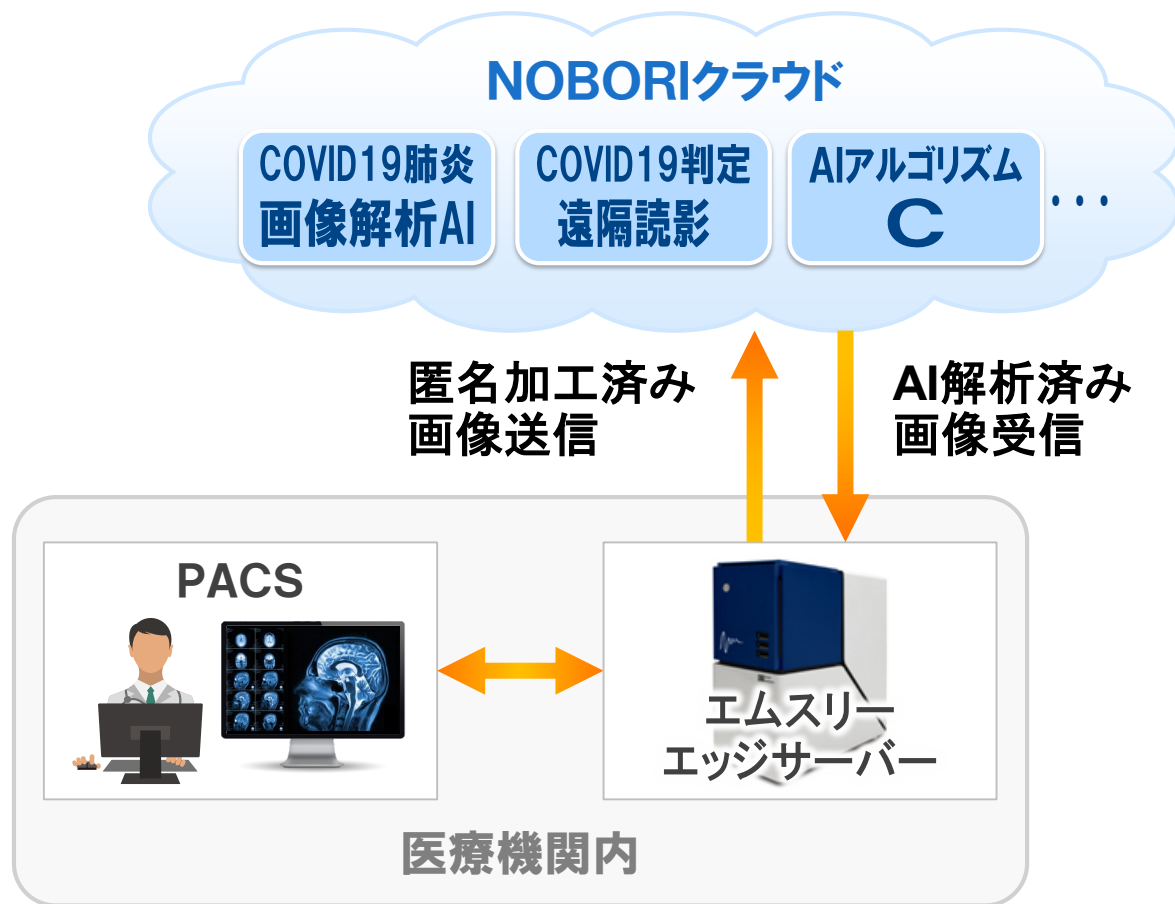 NOBORIクラウド
COVID19肺炎
画像解析AI
COVID19判定
遠隔読影
AIアルゴリズム
C
・・・
匿名加工済み
画像送信
AI解析済み
画像受信
PACS
エムスリー
エッジサーバー
医療機関内